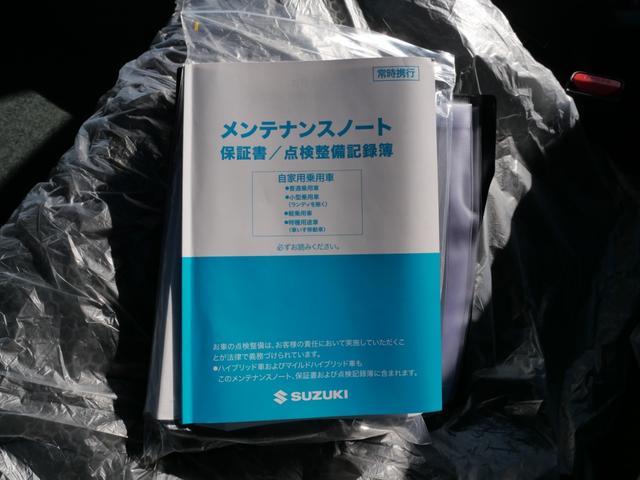 常時携行
メンテナンスノート
保証書／点検整備記録簿
自家用乗用車
●普通乗用車
●小型乗用車
（ランディを除く）
●軽乗用車
●特種用途車
（車いす移動車）
必ずお読みください。
お車の点検整備は、お客様の責任において実施していただくこ
とが法律で義務づけられています。
●ハイブリッド車およびマイルドハイブリッド車も
このメンテナンスノート、保証書および点検記録簿に含まれます。
SUZUKI